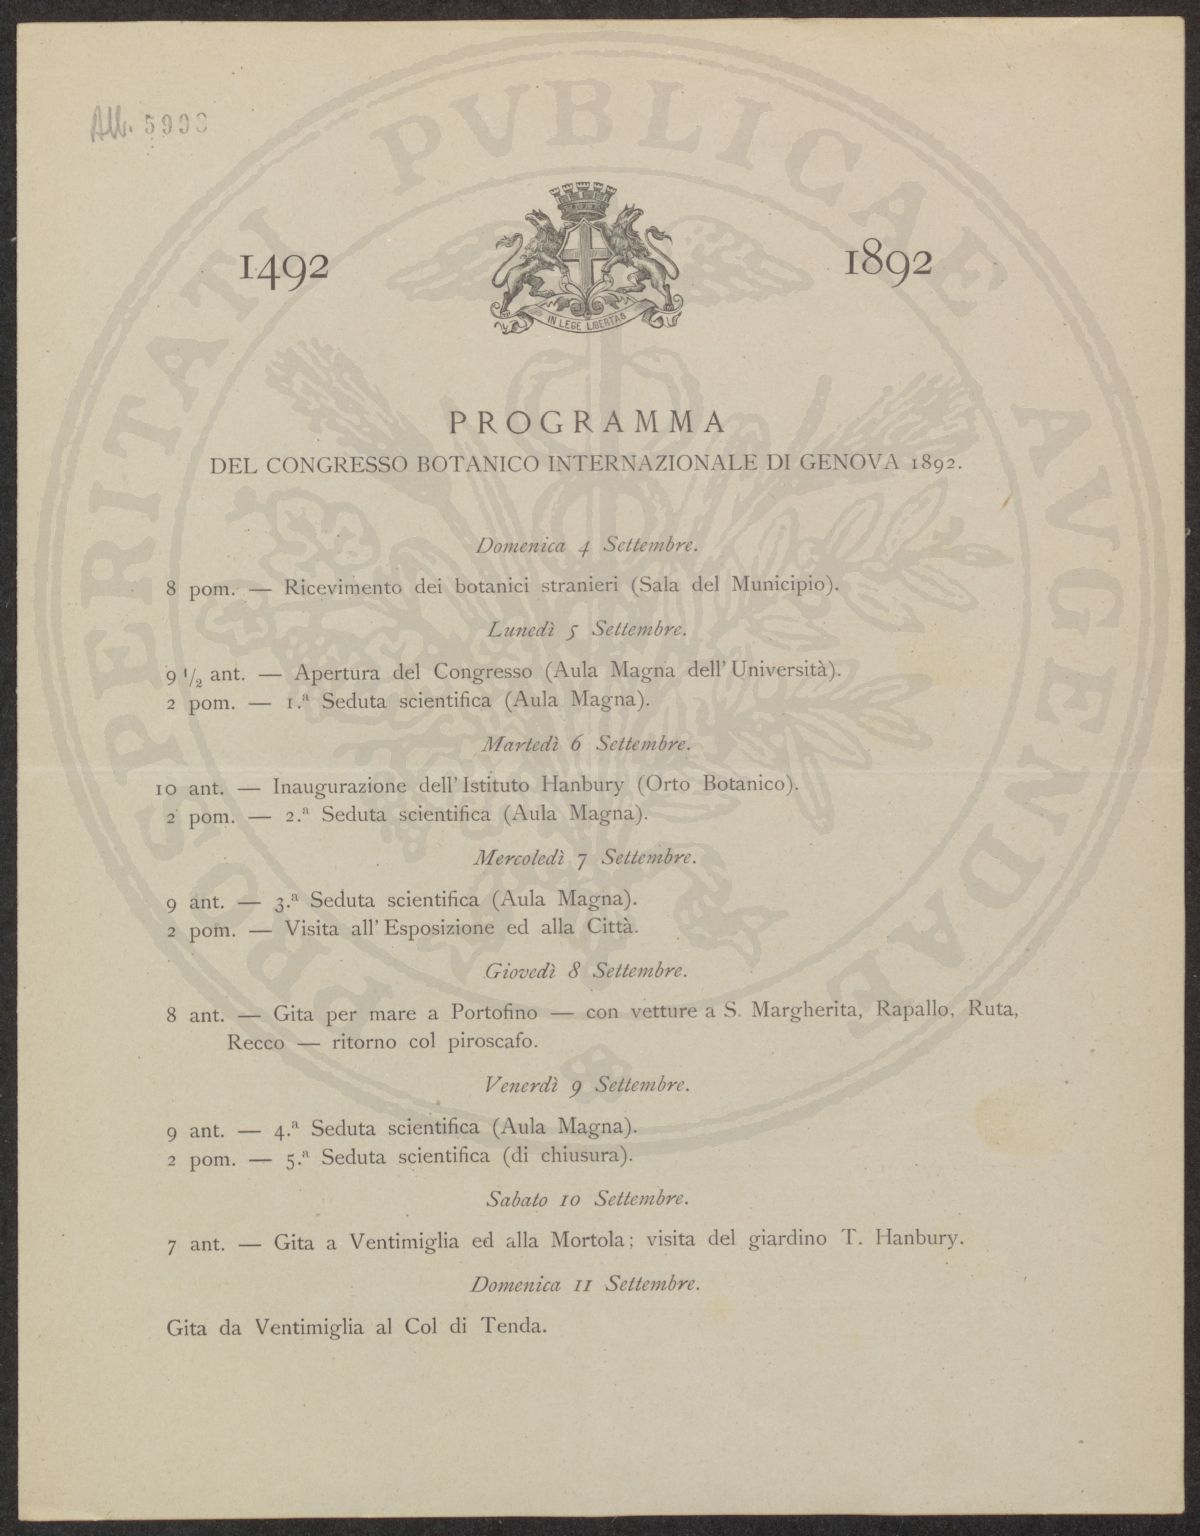 Alb. 5993
PROSPERITATI PVBLICAE AVGENDAE
1492
1892
IN LEGE LIBERTAS
PROGRAMMA
DEL CONGRESSO BOTANICO INTERNAZIONALE DI GENOVA 1892.
Domenica 4 Settembre.
8 pom. — Ricevimento dei botanici stranieri (Sala del Municipio).
Lunedì 5 Settembre.
9 1/2 ant. — Apertura del Congresso (Aula Magna dell' Università).
2 pom. — 1.ª Seduta scientifica (Aula Magna).
Martedì 6 Settembre.
10 ant. — Inaugurazione dell' Istituto Hanbury (Orto Botanico).
2 pom. — 2.ª Seduta scientifica (Aula Magna).
Mercoledì 7 Settembre.
9 ant. — 3.ª Seduta scientifica (Aula Magna).
2 pom. — Visita all' Esposizione ed alla Città.
Giovedì 8 Settembre.
8 ant. — Gita per mare a Portofino — con vetture a S. Margherita, Rapallo, Ruta,
Recco — ritorno col piroscafo.
Venerdì 9 Settembre.
9 ant. — 4.ª Seduta scientifica (Aula Magna).
2 pom. — 5.ª Seduta scientifica (di chiusura).
Sabato 10 Settembre.
7 ant. — Gita a Ventimiglia ed alla Mortola; visita del giardino T. Hanbury.
Domenica 11 Settembre.
Gita da Ventimiglia al Col di Tenda.